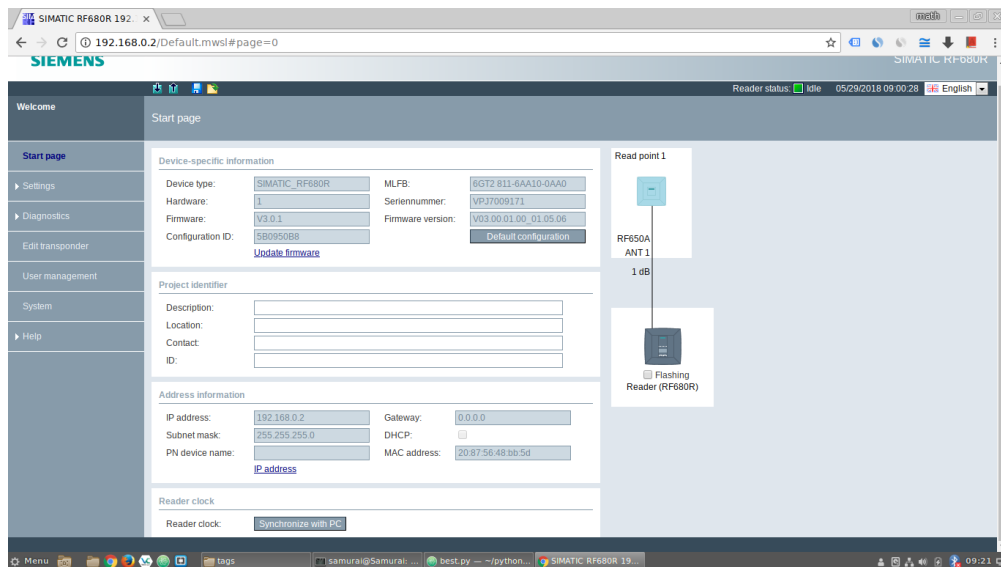 SIMATIC RF680R 192. ×
math
192.168.0.2/Default.mwsl#page=0
SIEMENS
SIMATIC RF680R
Reader status: Idle 05/29/2018 09:00:28 English
Welcome
Start page
Start page
Settings
Diagnostics
Edit transponder
User management
System
Help
Device-specific information
Device type: SIMATIC_RF680R MLFB: 6GT2 811-6AA10-0AA0
Hardware: 1 Seriennummer: VPJ7009171
Firmware: V3.0.1 Firmware version: V03.00.01.00_01.05.06
Configuration ID: 5B0950B8 Default configuration
Update firmware
Project identifier
Description:
Location:
Contact:
ID:
Address information
IP address: 192.168.0.2 Gateway: 0.0.0.0
Subnet mask: 255.255.255.0 DHCP:
PN device name: MAC address: 20:87:56:48:bb:5d
IP address
Reader clock
Reader clock: Synchronize with PC
Read point 1
RF650A
ANT 1
1 dB
Flashing
Reader (RF680R)
Menu tags samurai@Samurai: ... best.py — ~/python... SIMATIC RF680R 19... 09:21